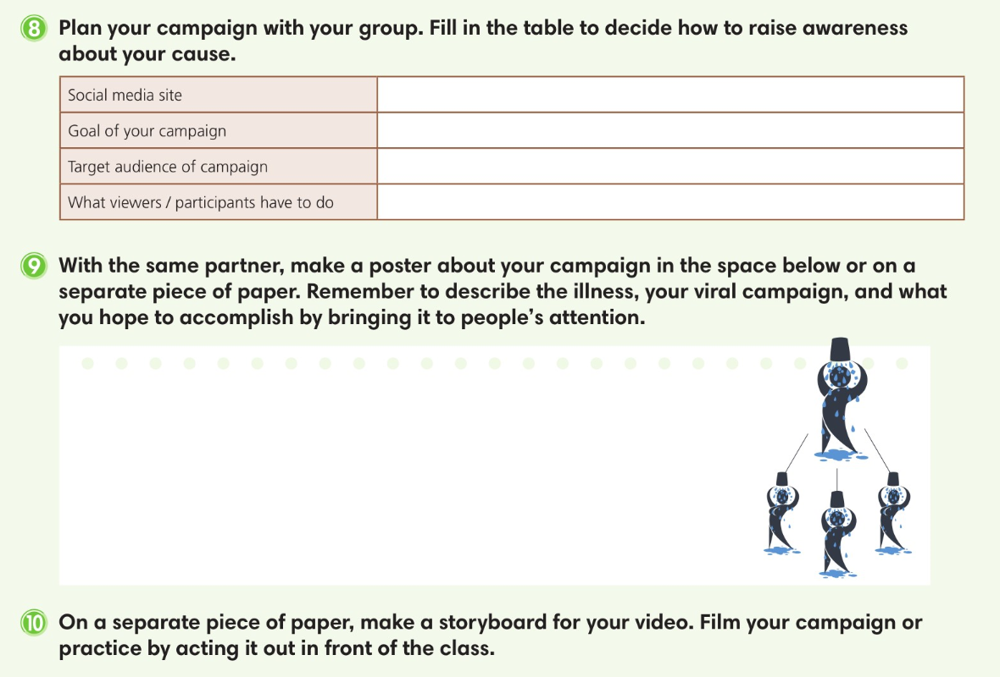 8 Plan your campaign with your group. Fill in the table to decide how to raise awareness
about your cause.
Social media site
Goal of your campaign
Target audience of campaign
What viewers / participants have to do
9 With the same partner, make a poster about your campaign in the space below or on a
separate piece of paper. Remember to describe the illness, your viral campaign, and what
you hope to accomplish by bringing it to people’s attention.
10 On a separate piece of paper, make a storyboard for your video. Film your campaign or
practice by acting it out in front of the class.